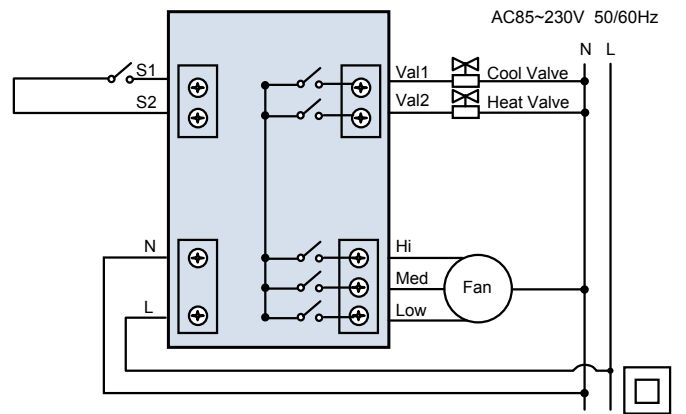 AC85~230V 50/60Hz
N L
S1
S2
Val1
Cool Valve
Val2
Heat Valve
N
L
Hi
Med
Low
Fan